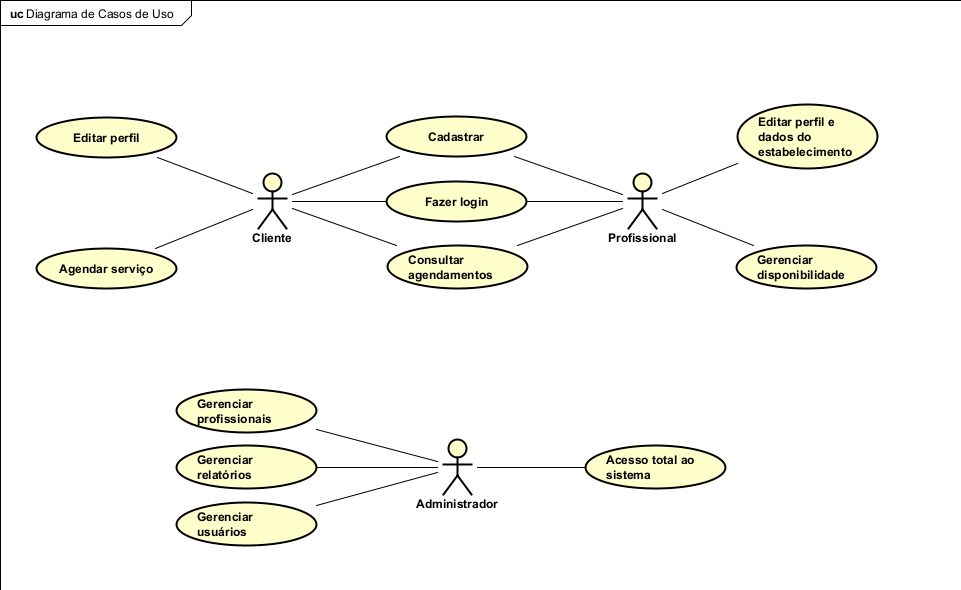 uc Diagrama de Casos de Uso
Editar perfil
Cadastrar
Editar perfil e
dados do
estabelecimento
Fazer login
Cliente
Profissional
Agendar serviço
Consultar
agendamentos
Gerenciar
disponibilidade
Gerenciar
profissionais
Gerenciar
relatórios
Acesso total ao
sistema
Administrador
Gerenciar
usuários